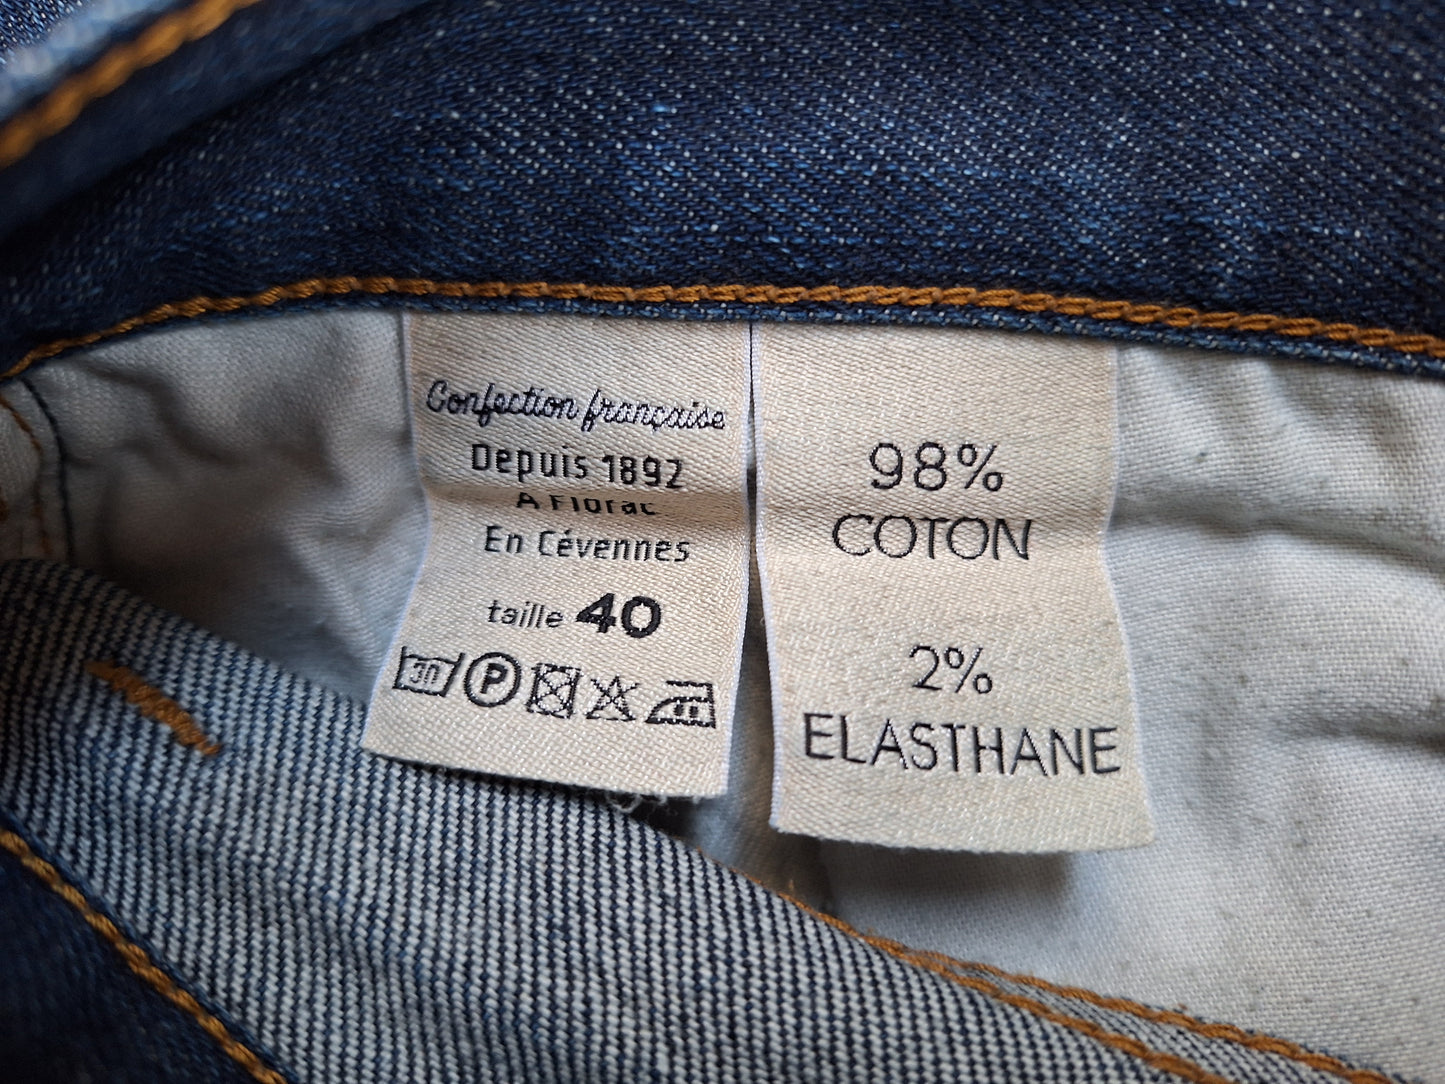 Confection française
Depuis 1892
A Florac
En Cévennes
taille 40
30 P
98%
COTON
2%
ELASTHANE